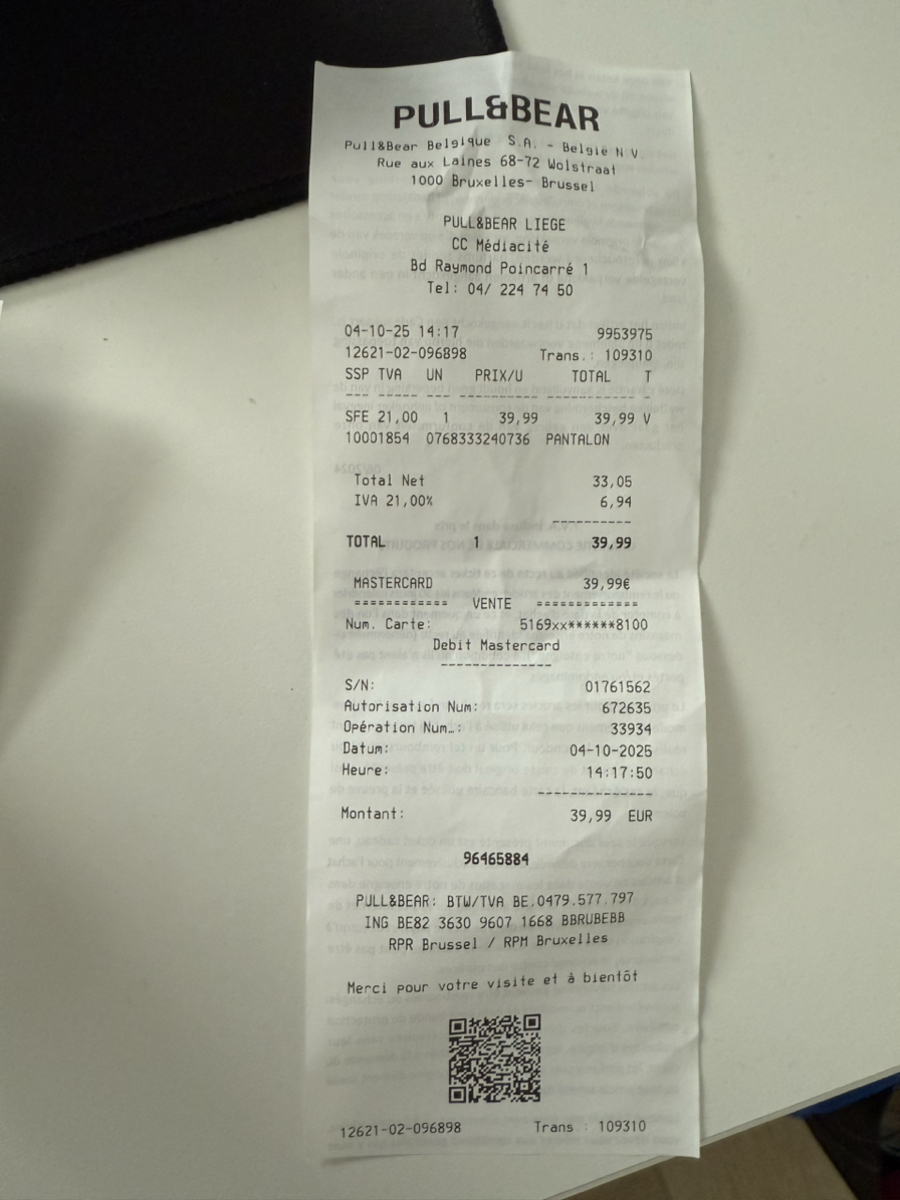 PULL&BEAR
Pull&Bear Belgique S.A. - België N V
Rue aux Laines 68-72 Wolstraat
1000 Bruxelles- Brussel
PULL&BEAR LIEGE
CC Médiacité
Bd Raymond Poincarré 1
Tel: 04/ 224 74 50
04-10-25 14:17 9953975
12621-02-096898 Trans.: 109310
SSP TVA UN PRIX/U TOTAL T
--- ----- --- ---------- ----------- -
SFE 21,00 1 39,99 39,99 V
10001854 0768333240736 PANTALON
Total Net 33,05
IVA 21,00% 6,94
----------
TOTAL 1 39,99
MASTERCARD 39,99€
============ VENTE =============
Num. Carte: 5169xx******8100
Debit Mastercard
--------------
S/N: 01761562
Autorisation Num: 672635
Opération Num.: 33934
Datum: 04-10-2025
Heure: 14:17:50
--------------
Montant: 39,99 EUR
96465884
PULL&BEAR: BTW/TVA BE.0479.577.797
ING BE82 3630 9607 1668 BBRUBEBB
RPR Brussel / RPM Bruxelles
Merci pour votre visite et à bientôt
12621-02-096898 Trans : 109310